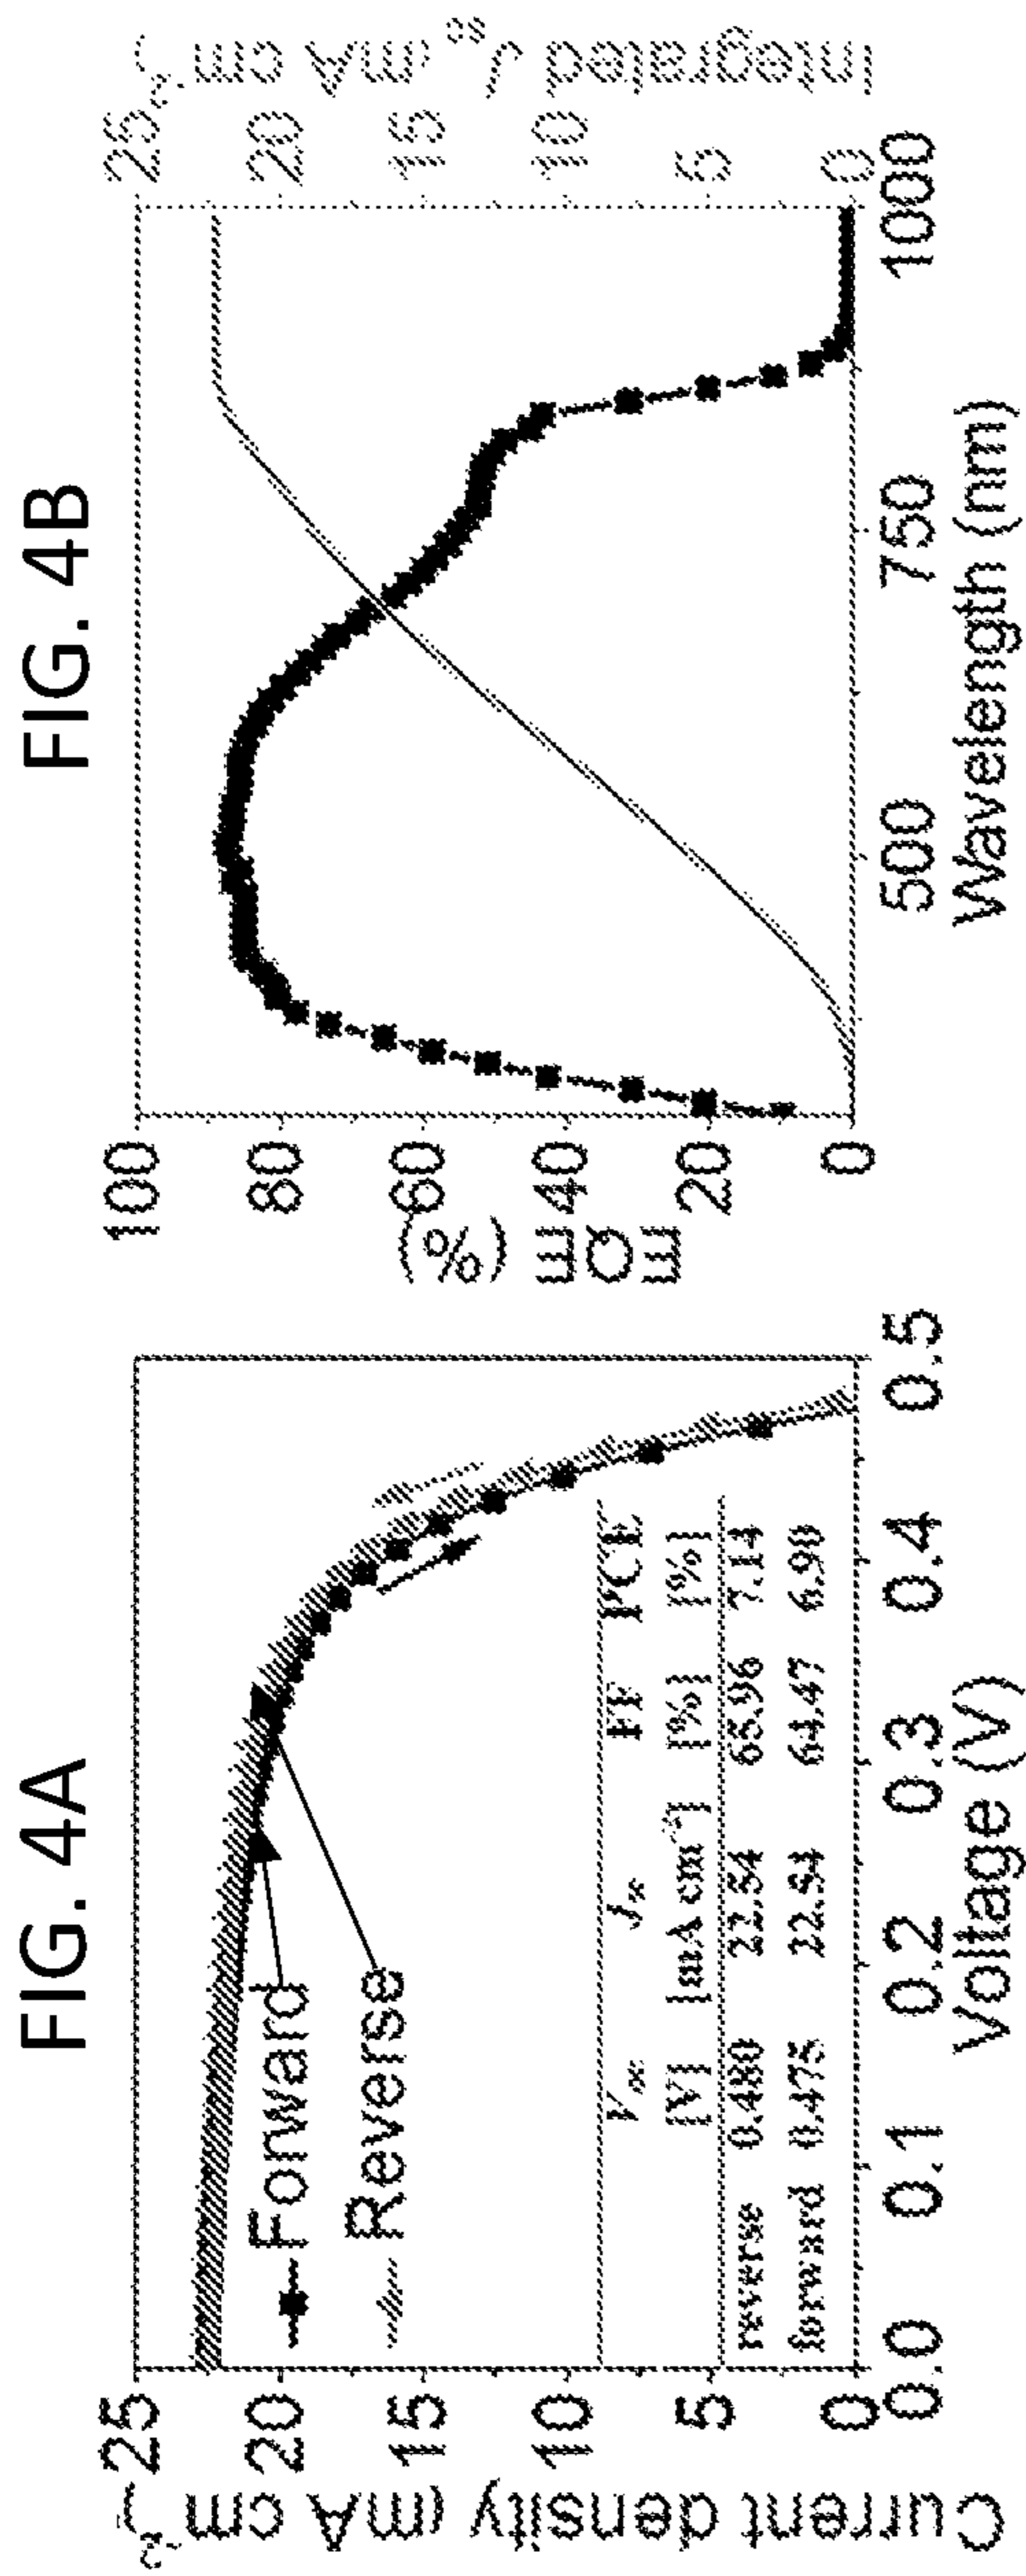 FIG. 4A
Current density (mA cm⁻²)
25
20
15
10
5
0
Forward
Reverse
Voc Jsc FF PCE
[V] [mA cm⁻²] [%] [%]
reverse 0.480 22.54 65.96 7.14
forward 0.475 22.54 64.47 6.90
0.0 0.1 0.2 0.3 0.4 0.5
Voltage (V)
FIG. 4B
EQE (%)
100
80
60
40
20
0
25
20
15
10
5
0
Integrated Jsc (mA cm⁻²)
500 750 1000
Wavelength (nm)